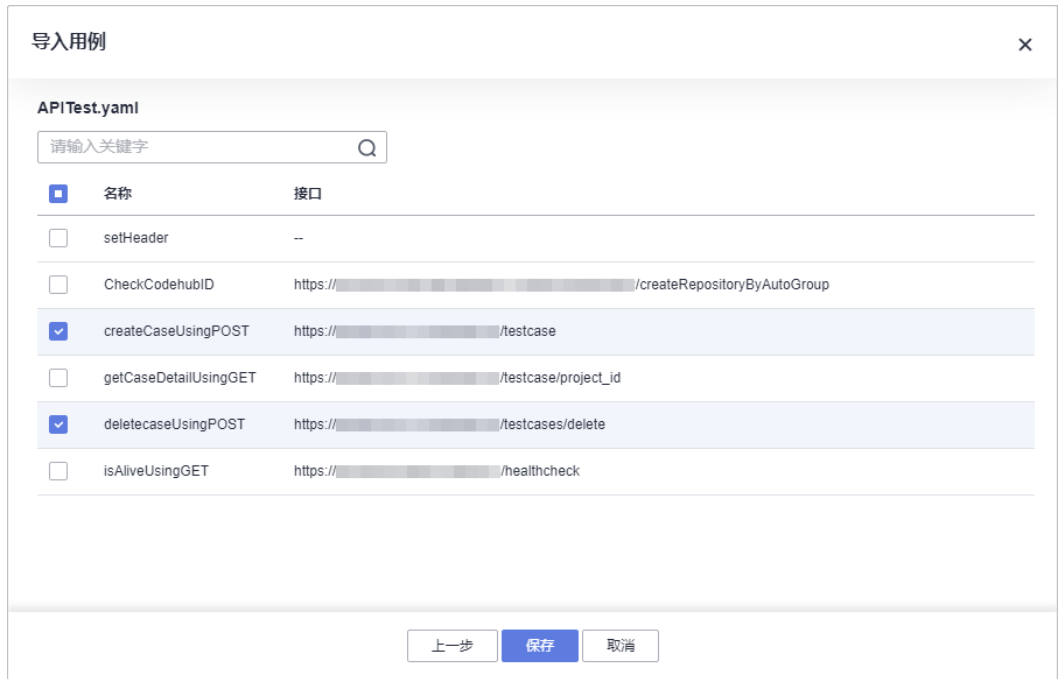 导入用例
APITest.yaml
请输入关键字
名称 接口
setHeader --
CheckCodehubID https:// /createRepositoryByAutoGroup
createCaseUsingPOST https:// /testcase
getCaseDetailUsingGET https:// /testcase/project_id
deletecaseUsingPOST https:// /testcases/delete
isAliveUsingGET https:// /healthcheck
上一步 保存 取消